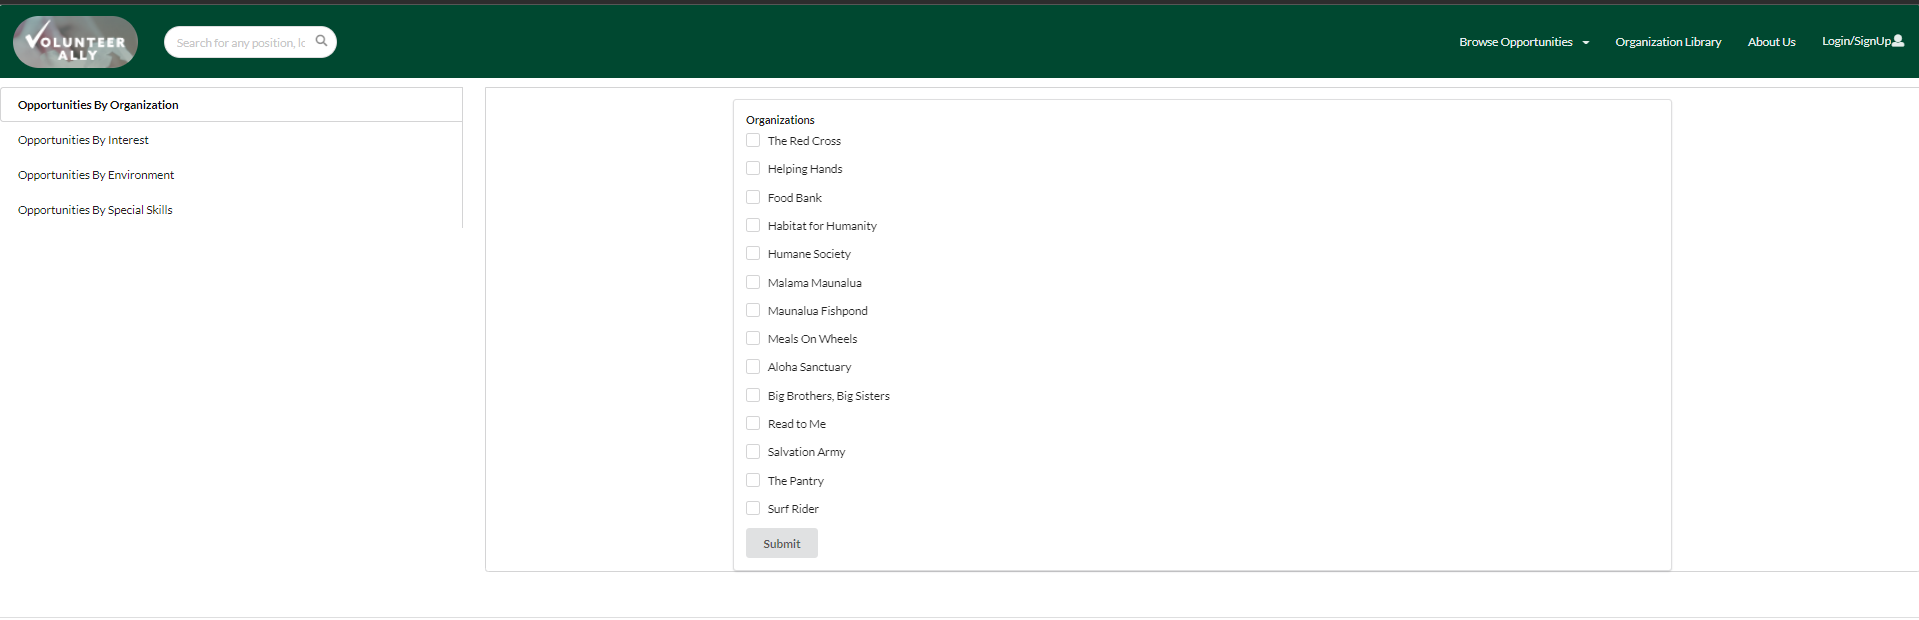 VOLUNTEER
ALLY
Search for any position, lc
Browse Opportunities
Organization Library
About Us
Login/SignUp
Opportunities By Organization
Opportunities By Interest
Opportunities By Environment
Opportunities By Special Skills
Organizations
The Red Cross
Helping Hands
Food Bank
Habitat for Humanity
Humane Society
Malama Maunalua
Maunalua Fishpond
Meals On Wheels
Aloha Sanctuary
Big Brothers, Big Sisters
Read to Me
Salvation Army
The Pantry
Surf Rider
Submit